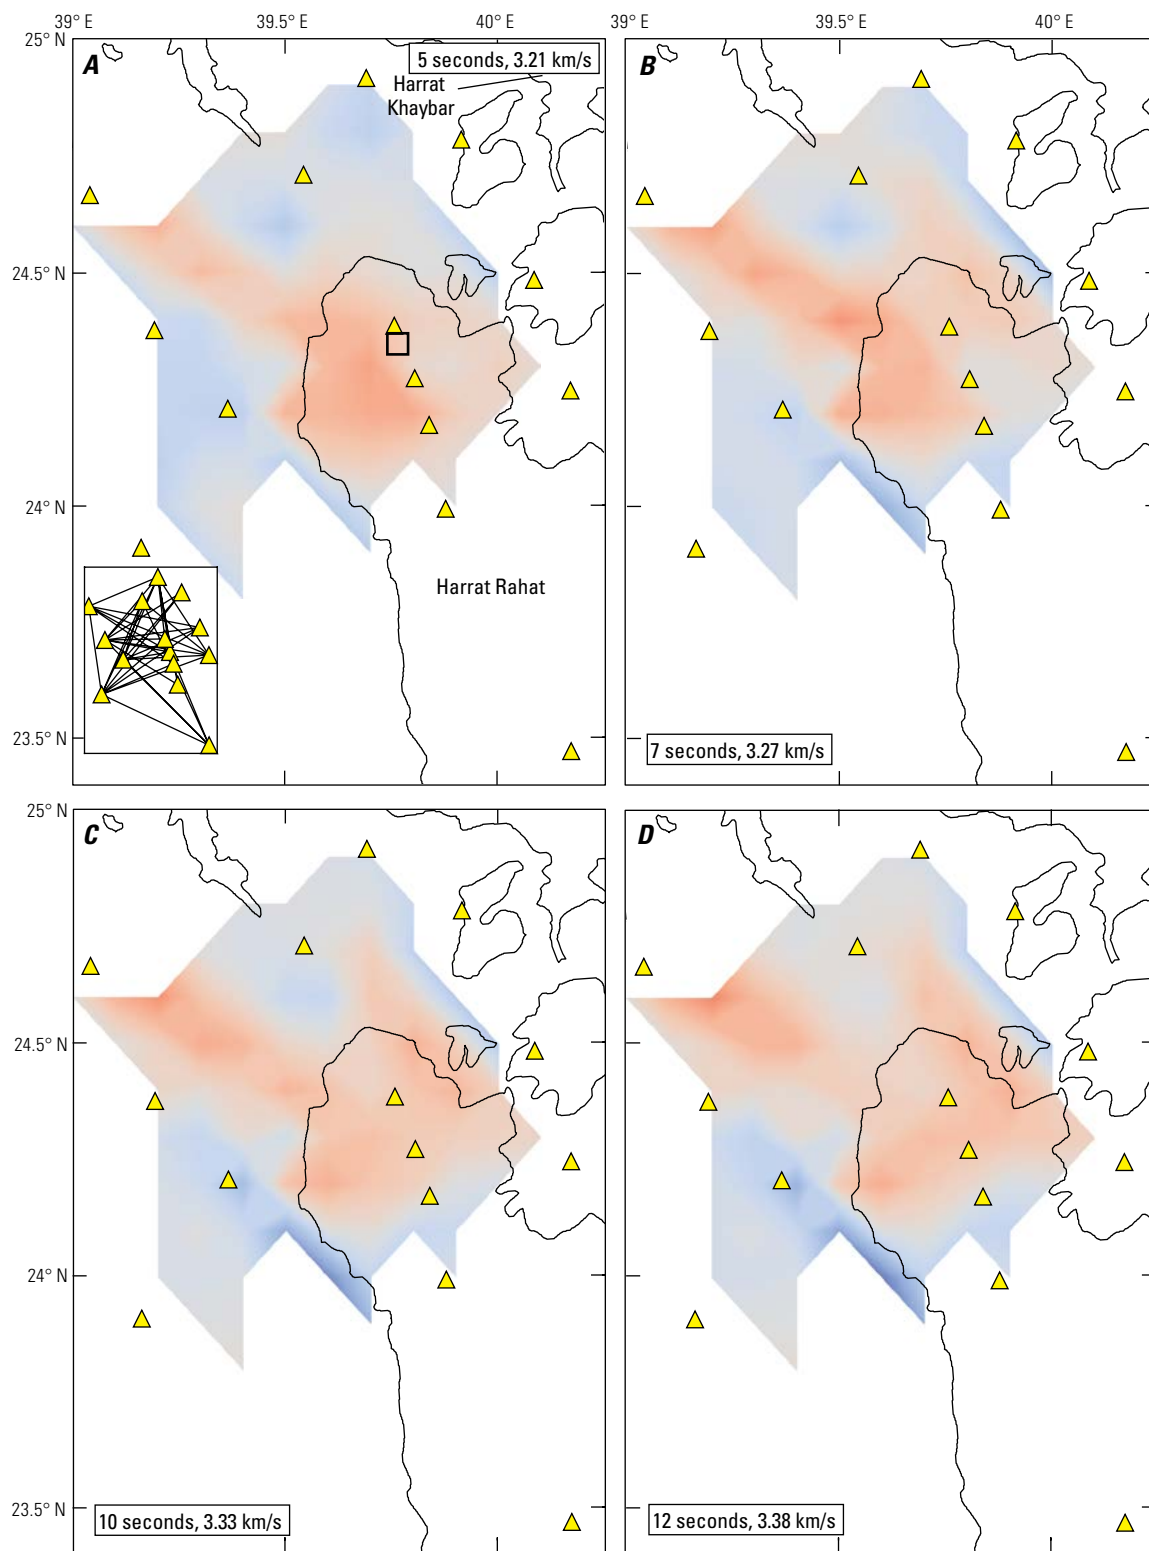 39° E
39.5° E
40° E
39° E
39.5° E
40° E
25° N
A
5 seconds, 3.21 km/s
Harrat
Khaybar
B
24.5° N
24° N
Harrat Rahat
23.5° N
7 seconds, 3.27 km/s
25° N
C
D
24.5° N
24° N
23.5° N
10 seconds, 3.33 km/s
12 seconds, 3.38 km/s